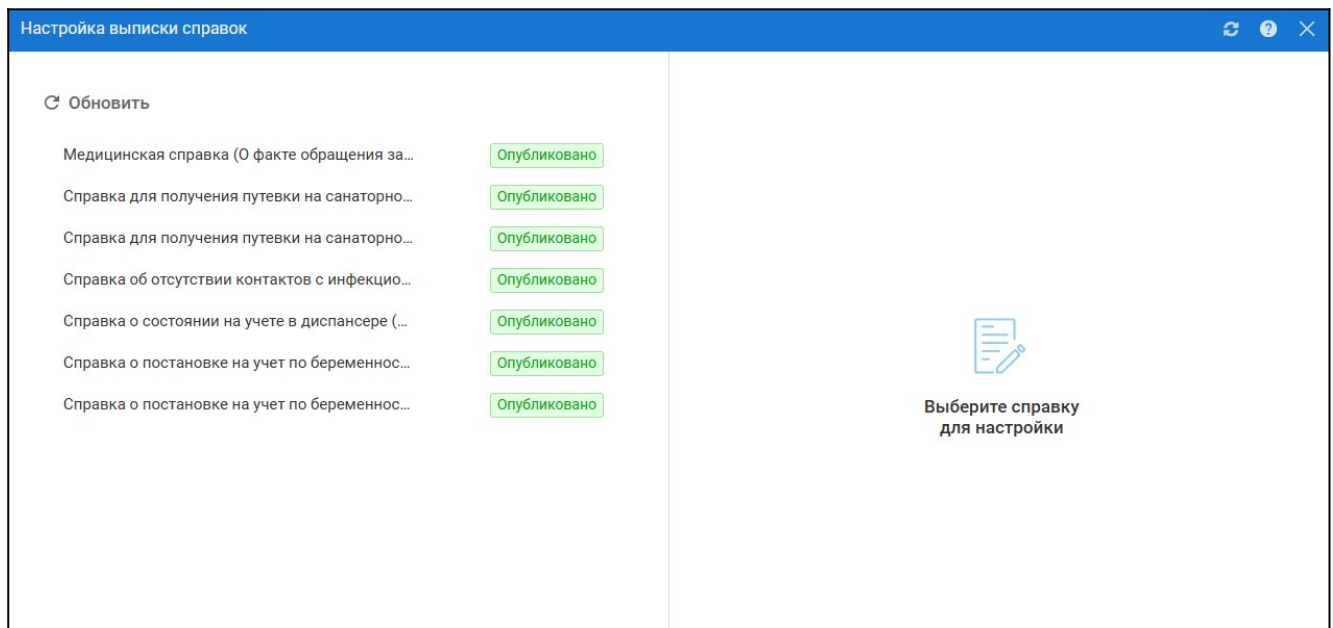 Настройка выписки справок
Обновить
Медицинская справка (О факте обращения за... Опубликовано
Справка для получения путевки на санаторно... Опубликовано
Справка для получения путевки на санаторно... Опубликовано
Справка об отсутствии контактов с инфекцио... Опубликовано
Справка о состоянии на учете в диспансере (... Опубликовано
Справка о постановке на учет по беременнос... Опубликовано
Справка о постановке на учет по беременнос... Опубликовано
Выберите справку
для настройки